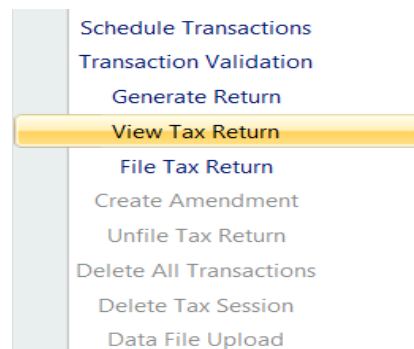 Schedule Transactions
Transaction Validation
Generate Return
View Tax Return
File Tax Return
Create Amendment
Unfile Tax Return
Delete All Transactions
Delete Tax Session
Data File Upload